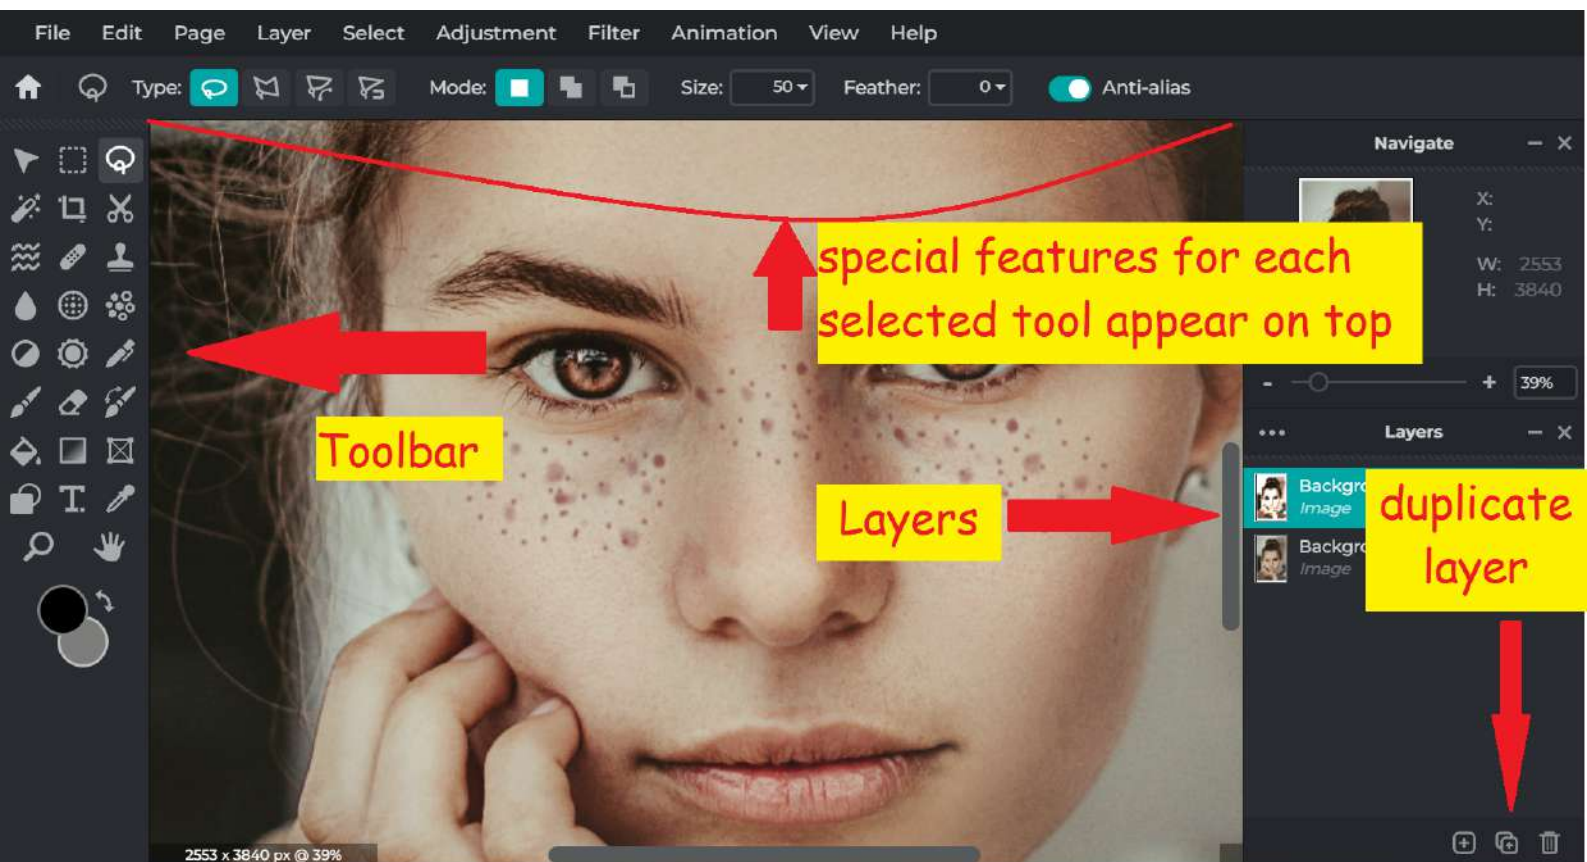 File Edit Page Layer Select Adjustment Filter Animation View Help
Type: Mode: Size: 50 Feather: 0 Anti-alias
Navigate
X:
Y:
special features for each
selected tool appear on top
W: 2553
H: 3840
- + 39%
Toolbar
Layers
Layers
Backgr
Image
duplicate
layer
Backgr
Image
2553 x 3840 px @ 39%